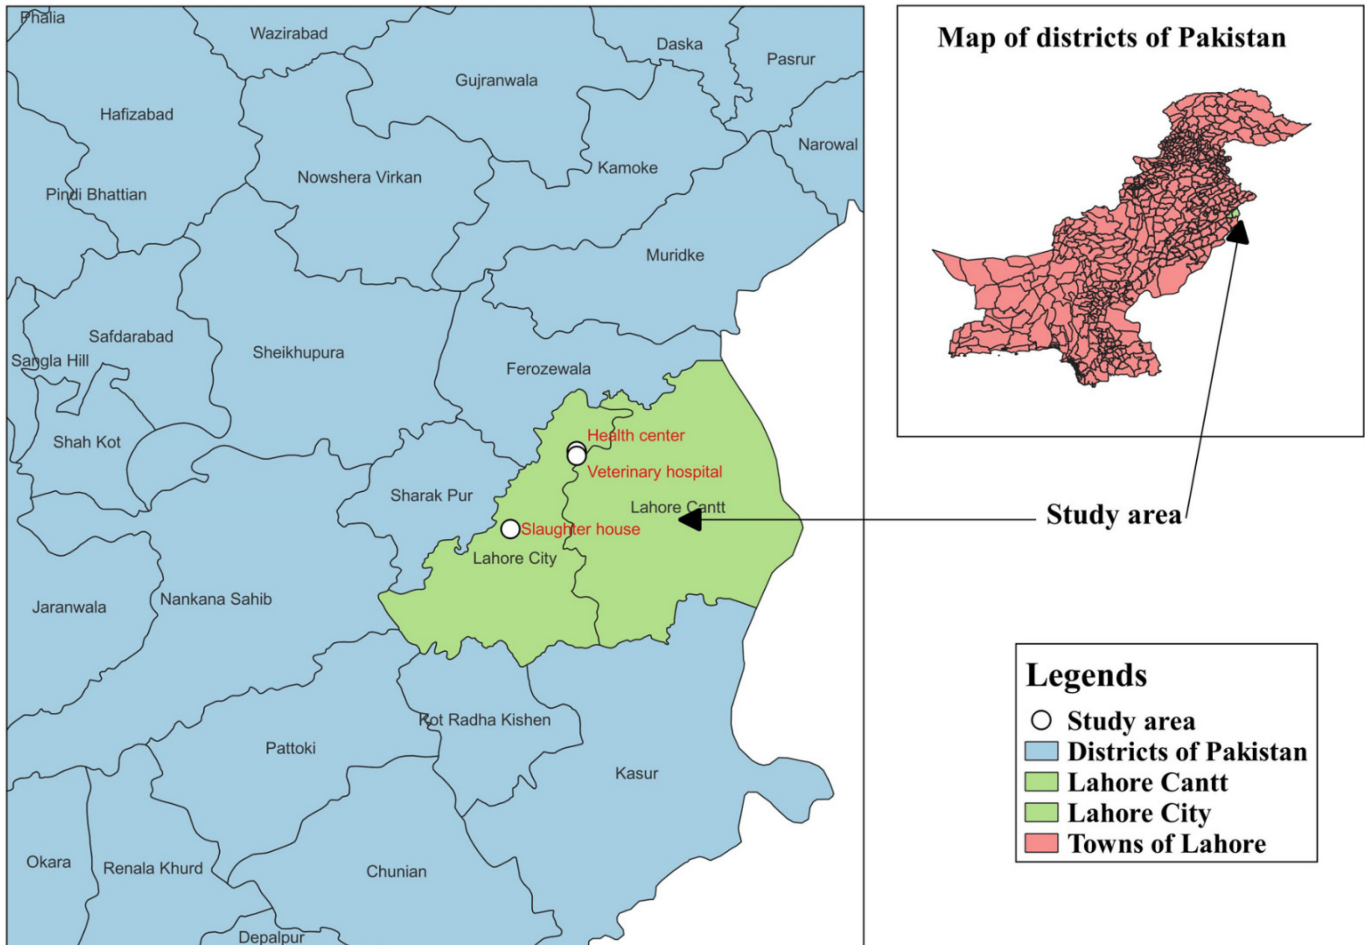 Phalia
Wazirabad
Daska
Pasrur
Gujranwala
Hafizabad
Narowal
Kamoke
Nowshera Virkan
Pindi Bhattian
Muridke
Safdarabad
Sheikhupura
Sangla Hill
Ferozewala
Shah Kot
Health center
Veterinary hospital
Sharak Pur
Lahore Cantt
Slaughter house
Lahore City
Jaranwala
Nankana Sahib
Kot Radha Kishen
Pattoki
Kasur
Okara
Renala Khurd
Chunian
Depalpur
Map of districts of Pakistan
Study area
Legends
Study area
Districts of Pakistan
Lahore Cantt
Lahore City
Towns of Lahore